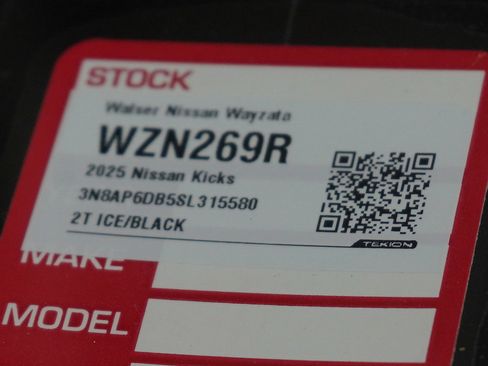 STOCK
Walser Nissan Wayzata
WZN269R
2025 Nissan Kicks
3N8AP6DB5SL315580
2T ICE/BLACK
TEKION
MAKE
MODEL